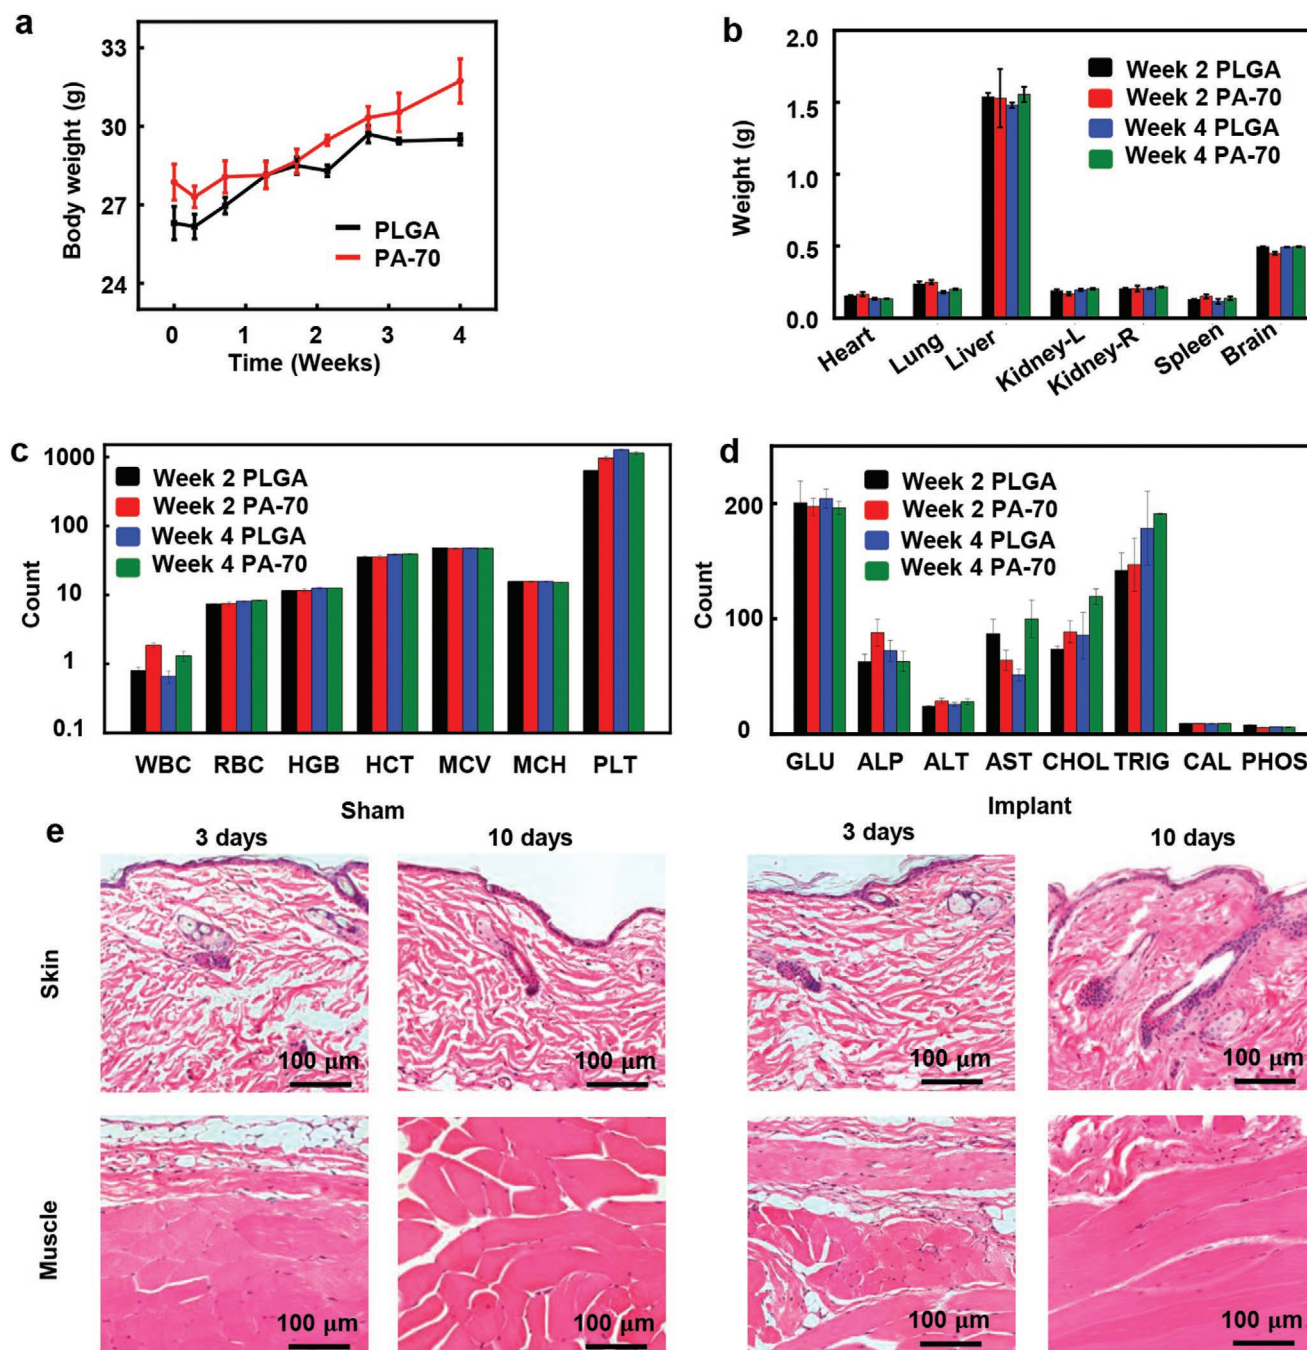 a
33
30
27
24
Body weight (g)
PLGA
PA-70
0 1 2 3 4
Time (Weeks)
b
2.0
1.5
1.0
0.5
0.0
Weight (g)
Week 2 PLGA
Week 2 PA-70
Week 4 PLGA
Week 4 PA-70
Heart Lung Liver Kidney-L Kidney-R Spleen Brain
c
1000
100
10
1
0.1
Count
Week 2 PLGA
Week 2 PA-70
Week 4 PLGA
Week 4 PA-70
WBC RBC HGB HCT MCV MCH PLT
d
200
100
0
Count
Week 2 PLGA
Week 2 PA-70
Week 4 PLGA
Week 4 PA-70
GLU ALP ALT AST CHOL TRIG CAL PHOS
e
Sham Implant
3 days 10 days 3 days 10 days
Skin
100 μm 100 μm 100 μm 100 μm
Muscle
100 μm 100 μm 100 μm 100 μm